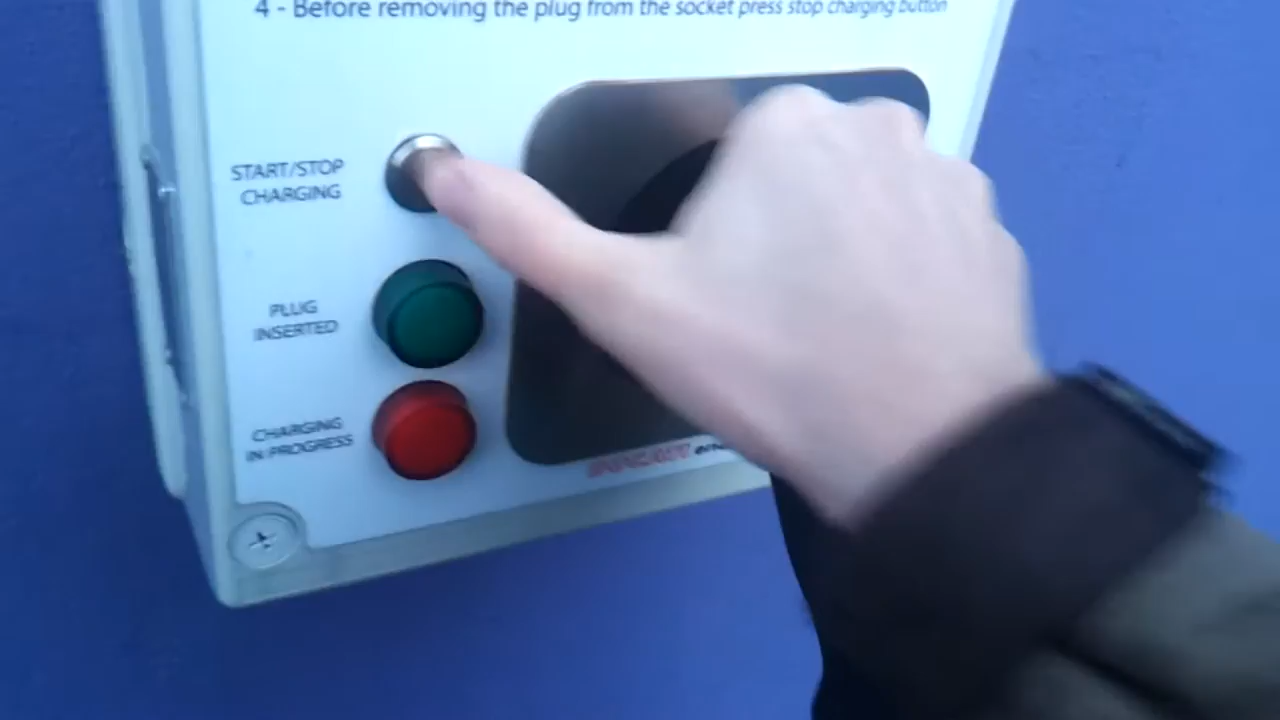 4 - Before removing the plug from the socket press stop charging button
START/STOP
CHARGING
PLUG
INSERTED
CHARGING
IN PROGRESS